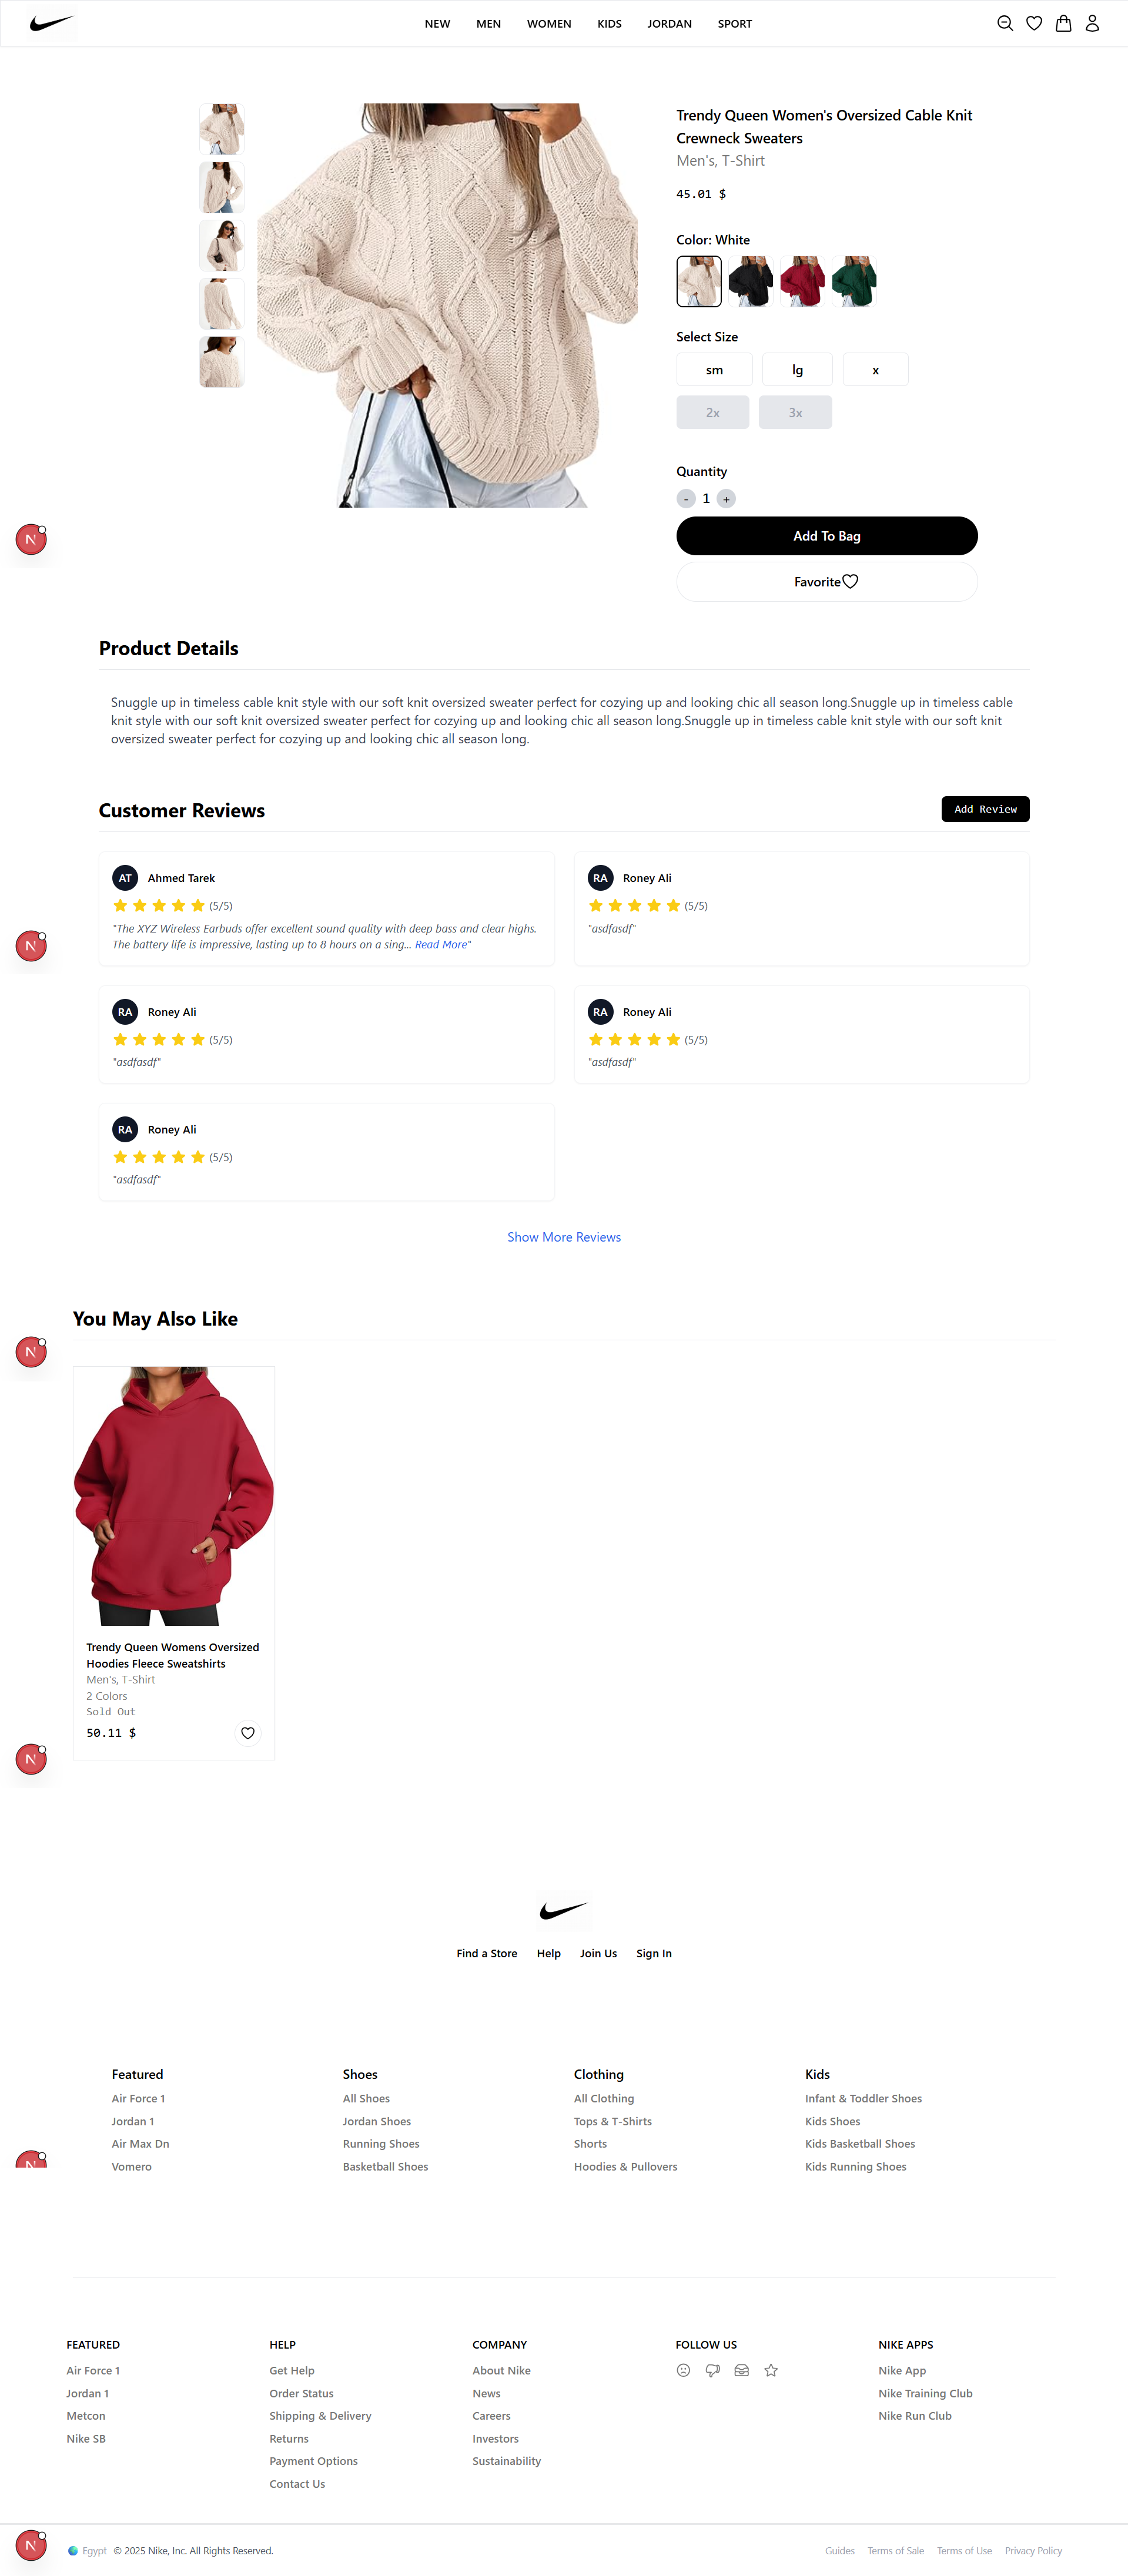 NEW MEN WOMEN KIDS JORDAN SPORT
Trendy Queen Women's Oversized Cable Knit
Crewneck Sweaters
Men's, T-Shirt
45.01 $
Color: White
Select Size
sm lg x
2x 3x
Quantity
- 1 +
Add To Bag
N
Favorite
Product Details
Snuggle up in timeless cable knit style with our soft knit oversized sweater perfect for cozying up and looking chic all season long.Snuggle up in timeless cable
knit style with our soft knit oversized sweater perfect for cozying up and looking chic all season long.Snuggle up in timeless cable knit style with our soft knit
oversized sweater perfect for cozying up and looking chic all season long.
Customer Reviews
Add Review
AT Ahmed Tarek
(5/5)
"The XYZ Wireless Earbuds offer excellent sound quality with deep bass and clear highs.
The battery life is impressive, lasting up to 8 hours on a sing... Read More"
RA Roney Ali
(5/5)
"asdfasdf"
N
RA Roney Ali
(5/5)
"asdfasdf"
RA Roney Ali
(5/5)
"asdfasdf"
RA Roney Ali
(5/5)
"asdfasdf"
Show More Reviews
You May Also Like
N
Trendy Queen Womens Oversized
Hoodies Fleece Sweatshirts
Men's, T-Shirt
2 Colors
Sold Out
50.11 $
N
Find a Store Help Join Us Sign In
Featured
Air Force 1
Jordan 1
Air Max Dn
Vomero
Shoes
All Shoes
Jordan Shoes
Running Shoes
Basketball Shoes
Clothing
All Clothing
Tops & T-Shirts
Shorts
Hoodies & Pullovers
Kids
Infant & Toddler Shoes
Kids Shoes
Kids Basketball Shoes
Kids Running Shoes
N
FEATURED
Air Force 1
Jordan 1
Metcon
Nike SB
HELP
Get Help
Order Status
Shipping & Delivery
Returns
Payment Options
Contact Us
COMPANY
About Nike
News
Careers
Investors
Sustainability
FOLLOW US
NIKE APPS
Nike App
Nike Training Club
Nike Run Club
N
Egypt © 2025 Nike, Inc. All Rights Reserved.
Guides Terms of Sale Terms of Use Privacy Policy